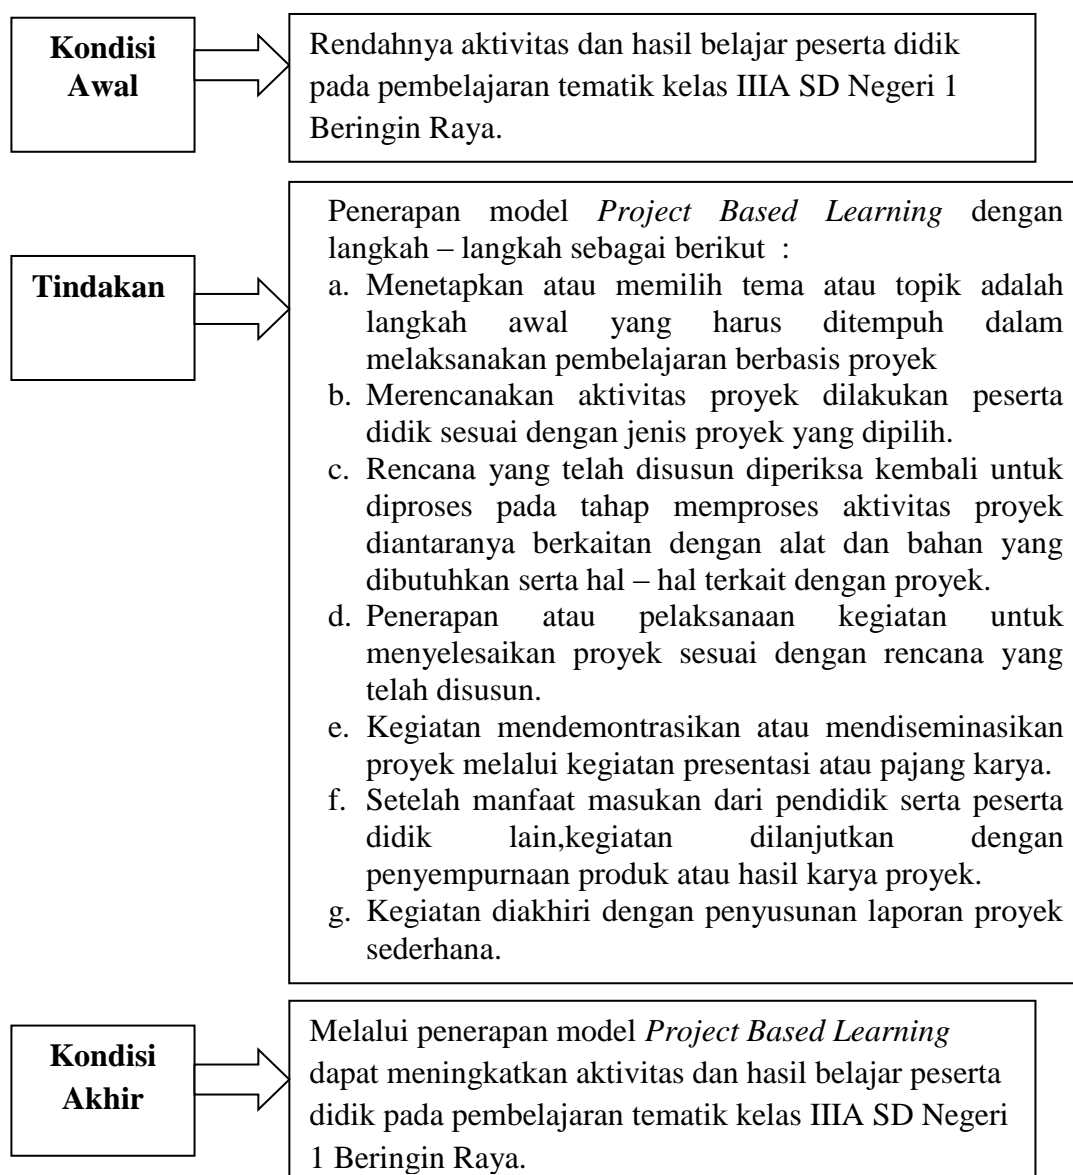 Kondisi
Awal
Rendahnya aktivitas dan hasil belajar peserta didik
pada pembelajaran tematik kelas IIIA SD Negeri 1
Beringin Raya.
Tindakan
Penerapan model Project Based Learning dengan
langkah – langkah sebagai berikut :
a. Menetapkan atau memilih tema atau topik adalah
langkah awal yang harus ditempuh dalam
melaksanakan pembelajaran berbasis proyek
b. Merencanakan aktivitas proyek dilakukan peserta
didik sesuai dengan jenis proyek yang dipilih.
c. Rencana yang telah disusun diperiksa kembali untuk
diproses pada tahap memproses aktivitas proyek
diantaranya berkaitan dengan alat dan bahan yang
dibutuhkan serta hal – hal terkait dengan proyek.
d. Penerapan atau pelaksanaan kegiatan untuk
menyelesaikan proyek sesuai dengan rencana yang
telah disusun.
e. Kegiatan mendemontrasikan atau mendiseminasikan
proyek melalui kegiatan presentasi atau pajang karya.
f. Setelah manfaat masukan dari pendidik serta peserta
didik lain,kegiatan dilanjutkan dengan
penyempurnaan produk atau hasil karya proyek.
g. Kegiatan diakhiri dengan penyusunan laporan proyek
sederhana.
Kondisi
Akhir
Melalui penerapan model Project Based Learning
dapat meningkatkan aktivitas dan hasil belajar peserta
didik pada pembelajaran tematik kelas IIIA SD Negeri
1 Beringin Raya.